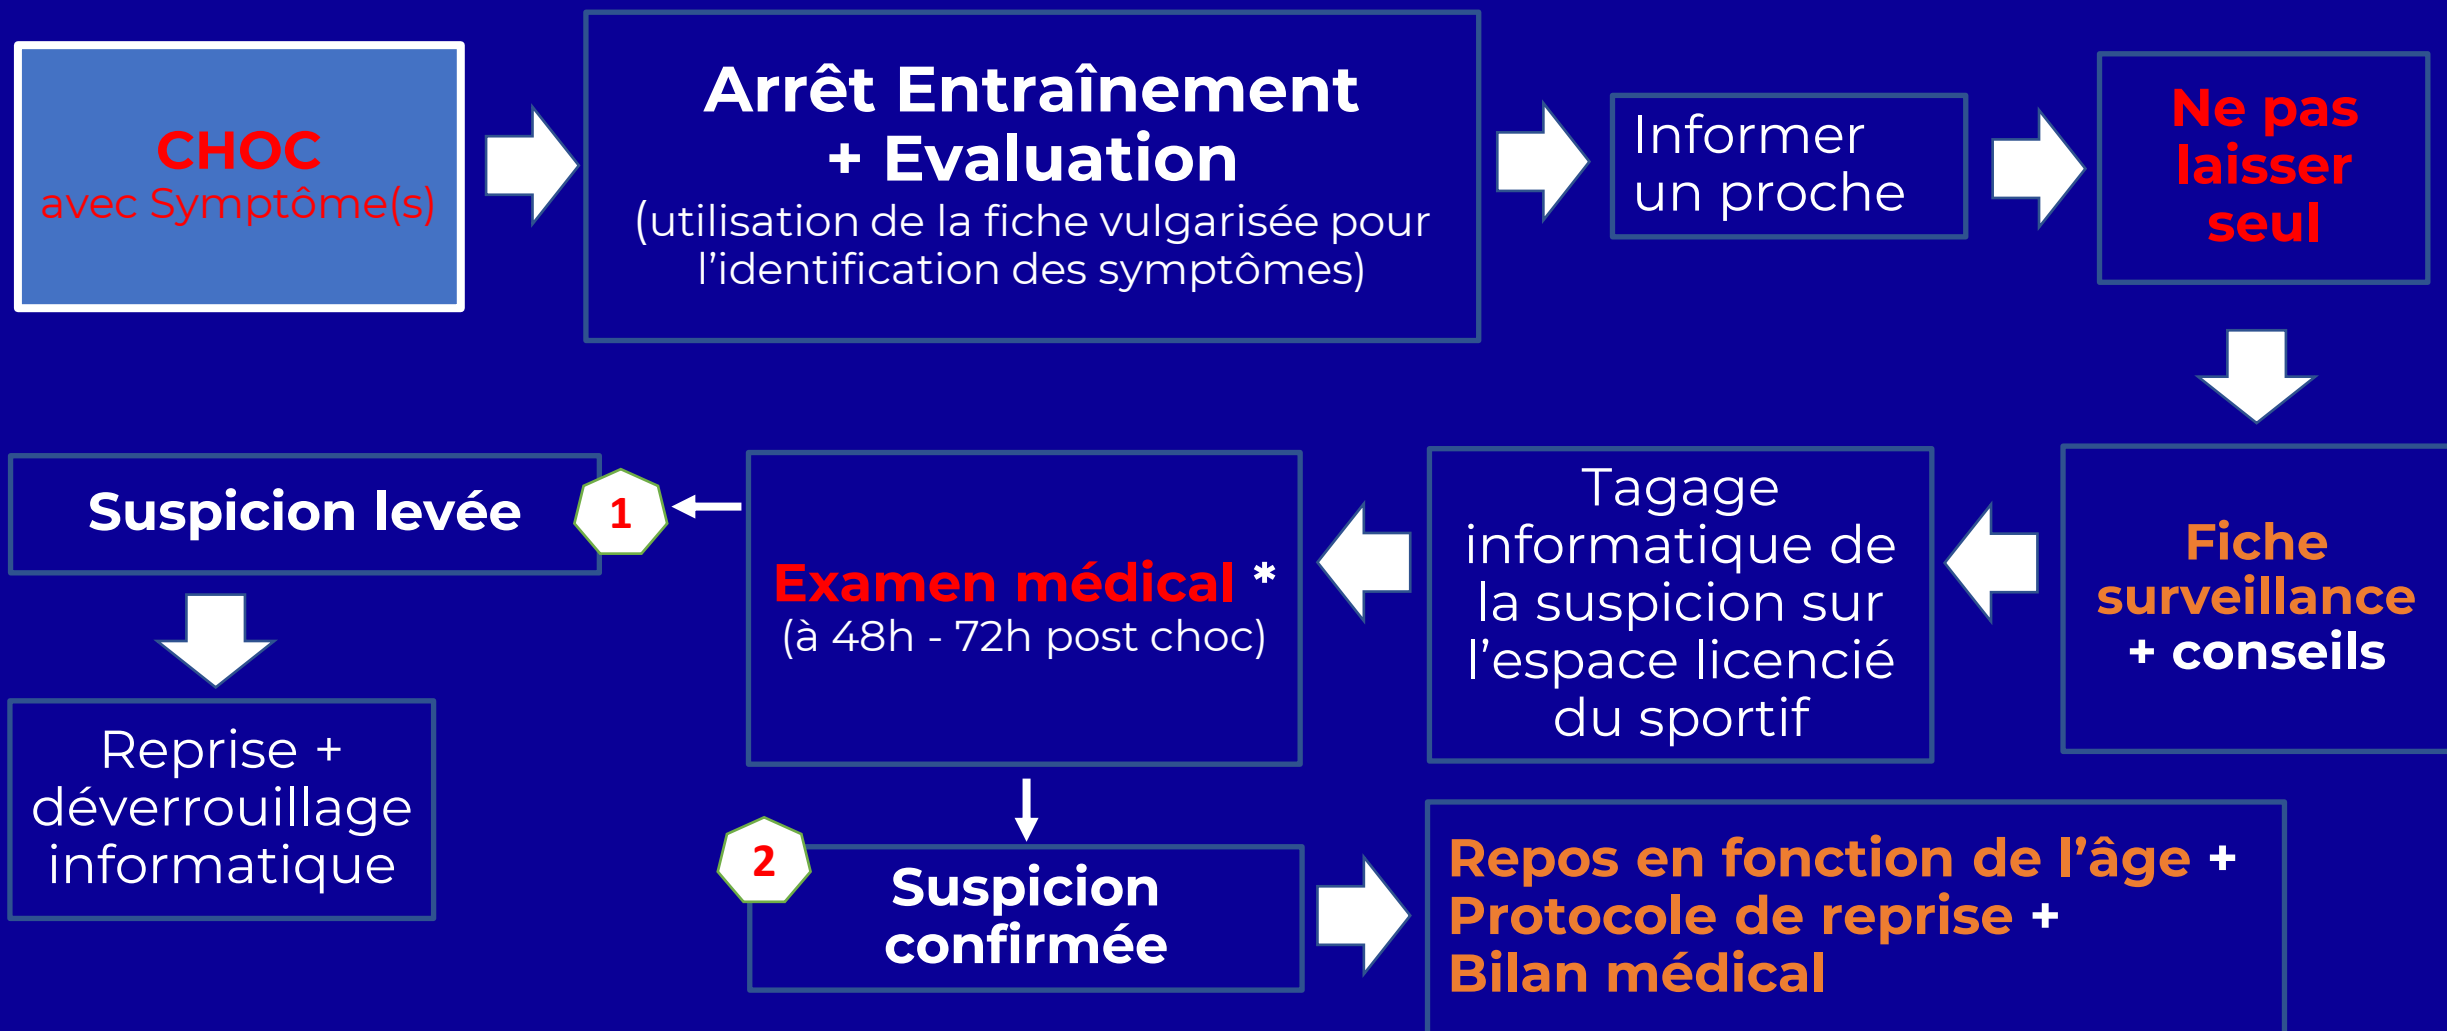 CHOC
avec Symptôme(s)
Arrêt Entraînement
+ Evaluation
(utilisation de la fiche vulgarisée pour
l’identification des symptômes)
Informer
un proche
Ne pas
laisser
seul
Fiche
surveillance
+ conseils
Tagage
informatique de
la suspicion sur
l’espace licencié
du sportif
Examen médical *
(à 48h - 72h post choc)
1
Suspicion levée
Reprise +
déverrouillage
informatique
2
Suspicion
confirmée
Repos en fonction de l’âge +
Protocole de reprise +
Bilan médical